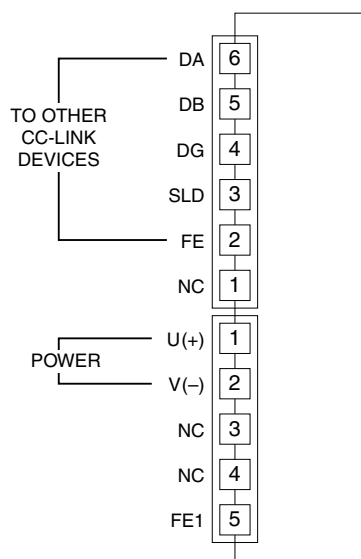 DA 6
DB 5
TO OTHER
CC-LINK
DEVICES
DG 4
SLD 3
FE 2
NC 1
U(+) 1
POWER
V(–) 2
NC 3
NC 4
FE1 5